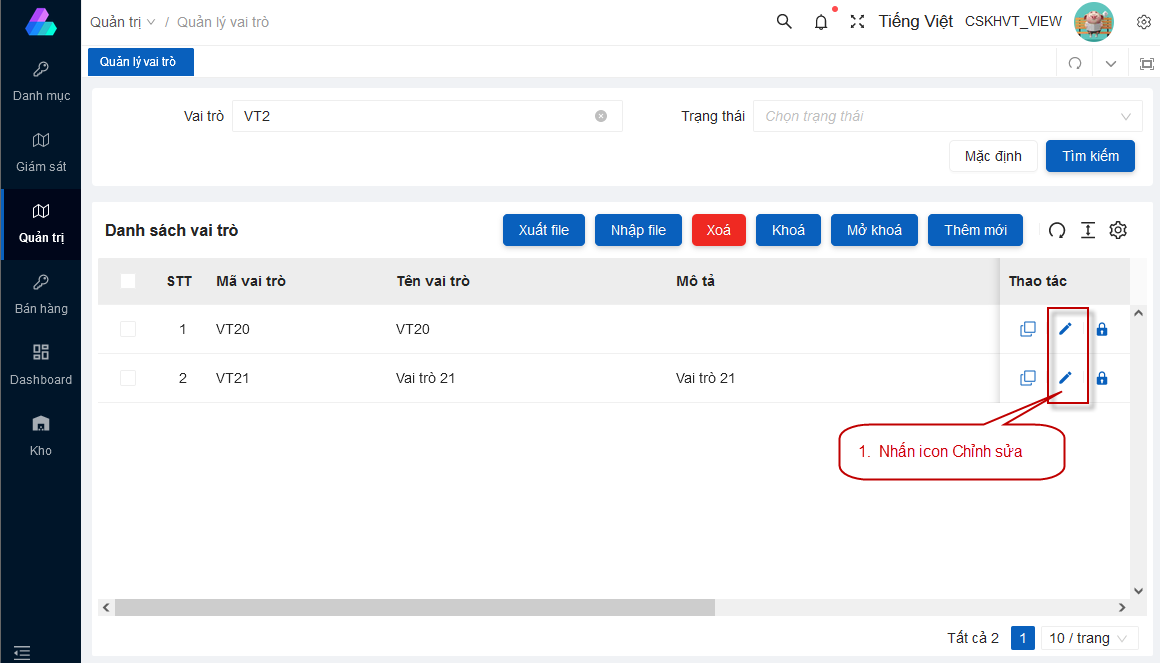 Quản trị / Quản lý vai trò
Tiếng Việt CSKHVT_VIEW
Danh mục
Giám sát
Quản trị
Bán hàng
Dashboard
Kho
Quản lý vai trò
Vai trò VT2 Trạng thái Chọn trạng thái
Mặc định Tìm kiếm
Danh sách vai trò Xuất file Nhập file Xoá Khoá Mở khoá Thêm mới
STT Mã vai trò Tên vai trò Mô tả Thao tác
1 VT20 VT20
2 VT21 Vai trò 21 Vai trò 21
1. Nhấn icon Chỉnh sửa
Tất cả 2 1 10 / trang